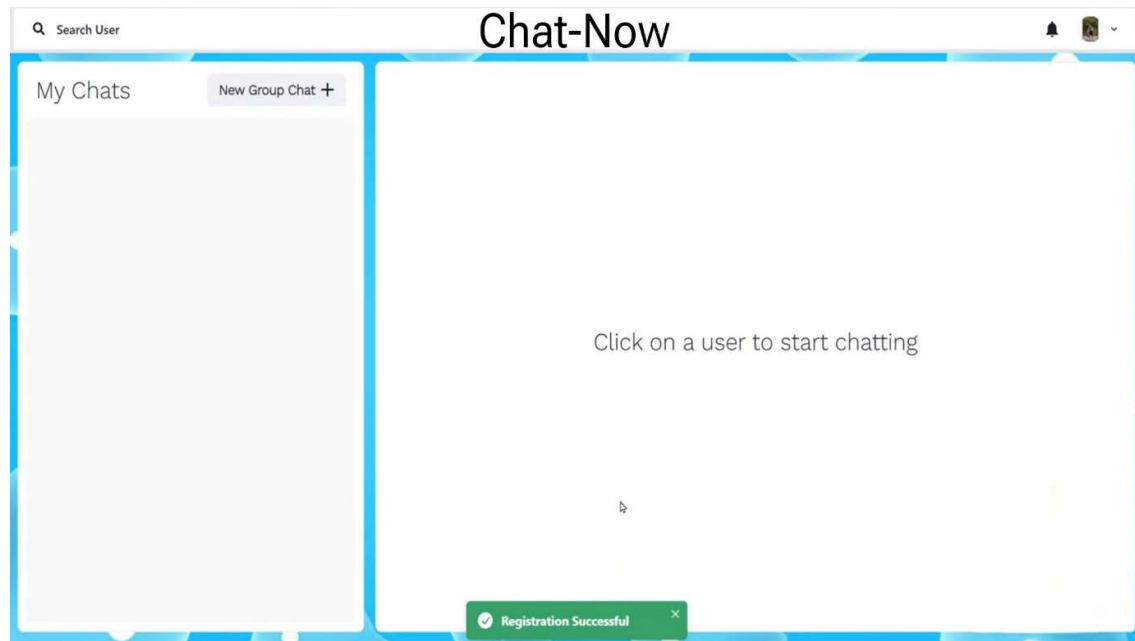 Search User
Chat-Now
My Chats
New Group Chat +
Click on a user to start chatting
Registration Successful